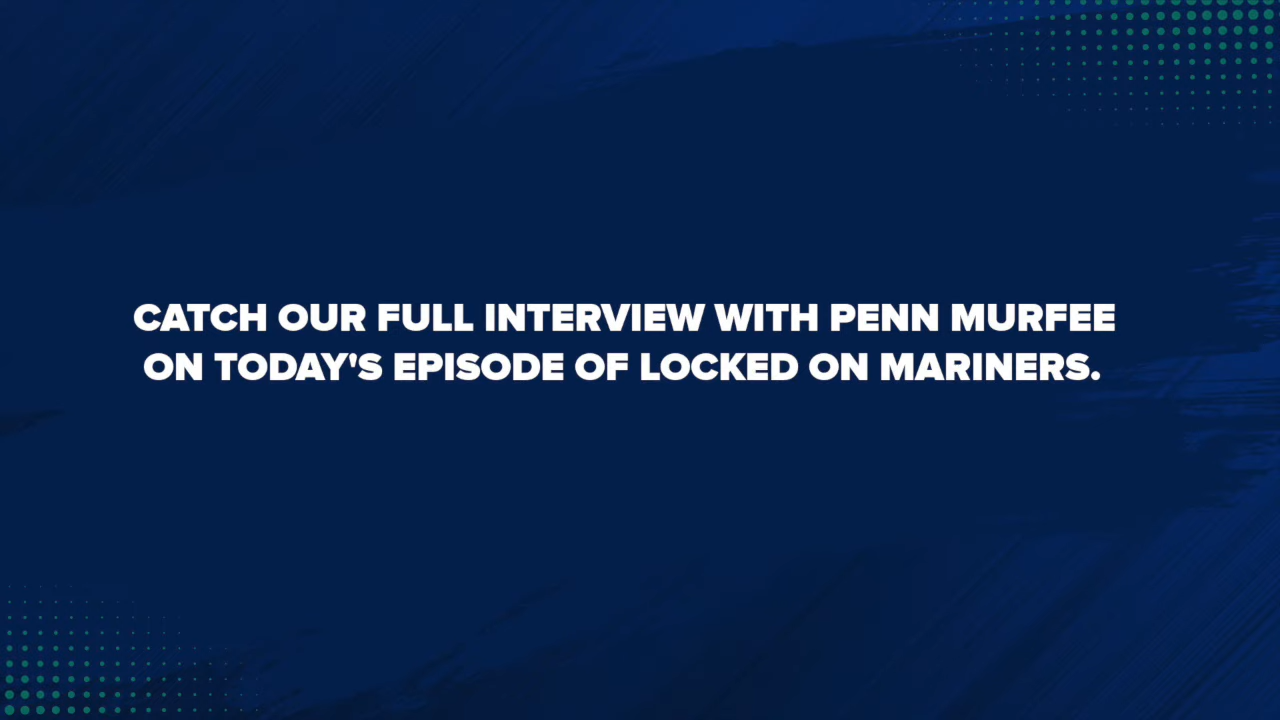 CATCH OUR FULL INTERVIEW WITH PENN MURFEE
ON TODAY'S EPISODE OF LOCKED ON MARINERS.